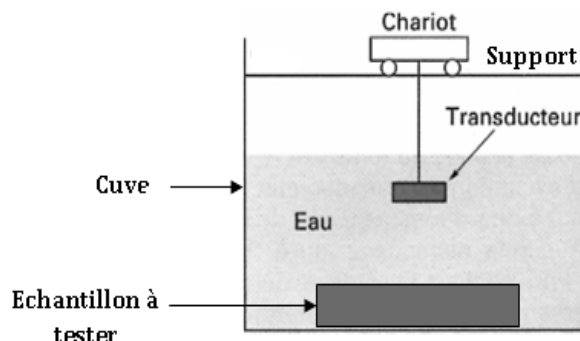 Chariot
Support
Transducteur
Cuve
Eau
Echantillon à
tester